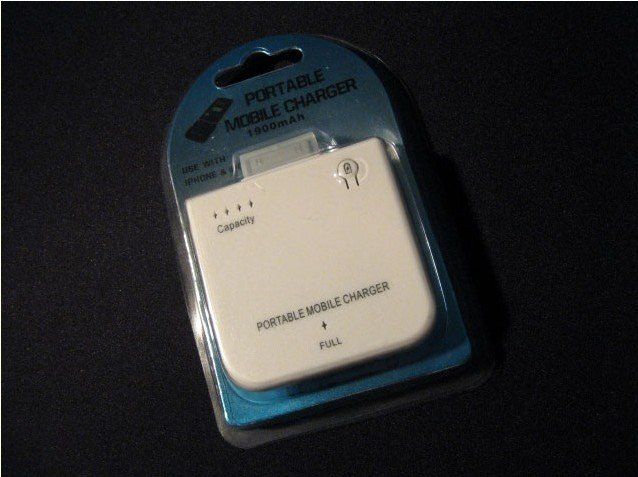 PORTABLE
MOBILE CHARGER
1900mAh
USE WITH
IPHONE &
Capacity
PORTABLE MOBILE CHARGER
FULL